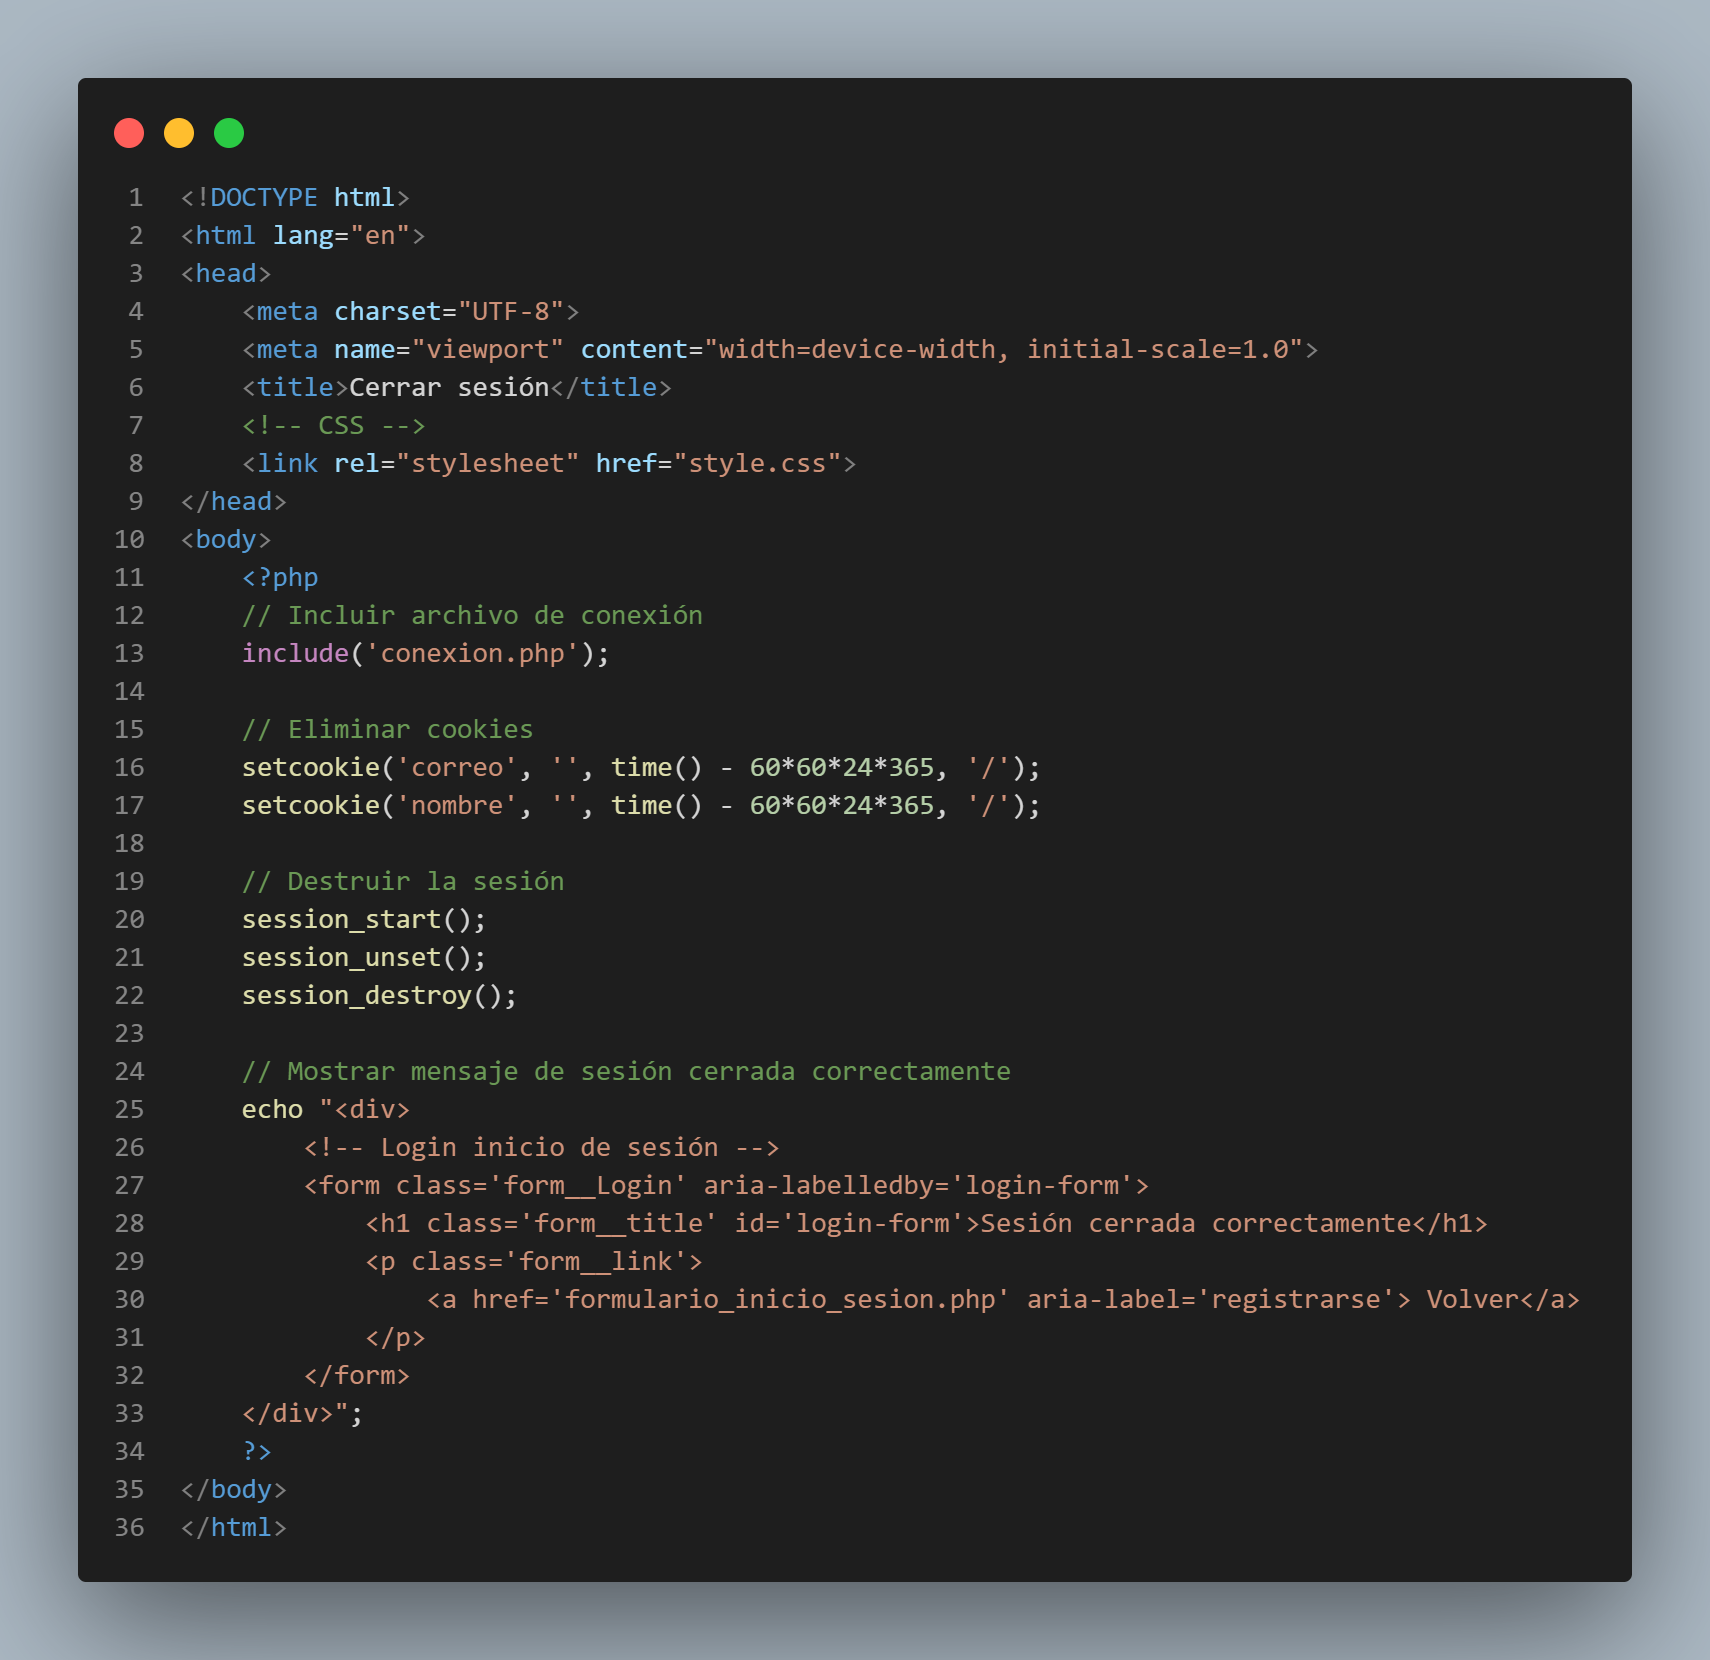 1 <!DOCTYPE html>
2 <html lang="en">
3 <head>
4     <meta charset="UTF-8">
5     <meta name="viewport" content="width=device-width, initial-scale=1.0">
6     <title>Cerrar sesión</title>
7     <!-- CSS -->
8     <link rel="stylesheet" href="style.css">
9 </head>
10 <body>
11     <?php
12     // Incluir archivo de conexión
13     include('conexion.php');
14
15     // Eliminar cookies
16     setcookie('correo', '', time() - 60*60*24*365, '/');
17     setcookie('nombre', '', time() - 60*60*24*365, '/');
18
19     // Destruir la sesión
20     session_start();
21     session_unset();
22     session_destroy();
23
24     // Mostrar mensaje de sesión cerrada correctamente
25     echo "<div>
26         <!-- Login inicio de sesión -->
27         <form class='form__Login' aria-labelledby='login-form'>
28             <h1 class='form__title' id='login-form'>Sesión cerrada correctamente</h1>
29             <p class='form__link'>
30                 <a href='formulario_inicio_sesion.php' aria-label='registrarse'> Volver</a>
31             </p>
32         </form>
33     </div>";
34     ?>
35 </body>
36 </html>